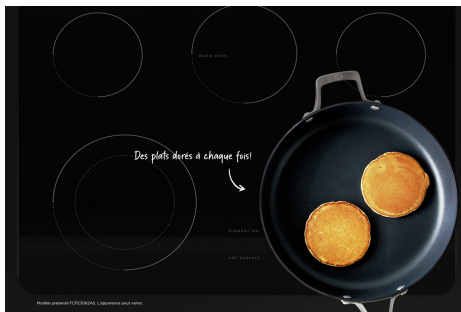 WARM ZONE
Des plats dorés à chaque fois!
ELEMENT ON
HOT SURFACE
Modèle présenté FCFE3062AS. L'apparence peut varier.